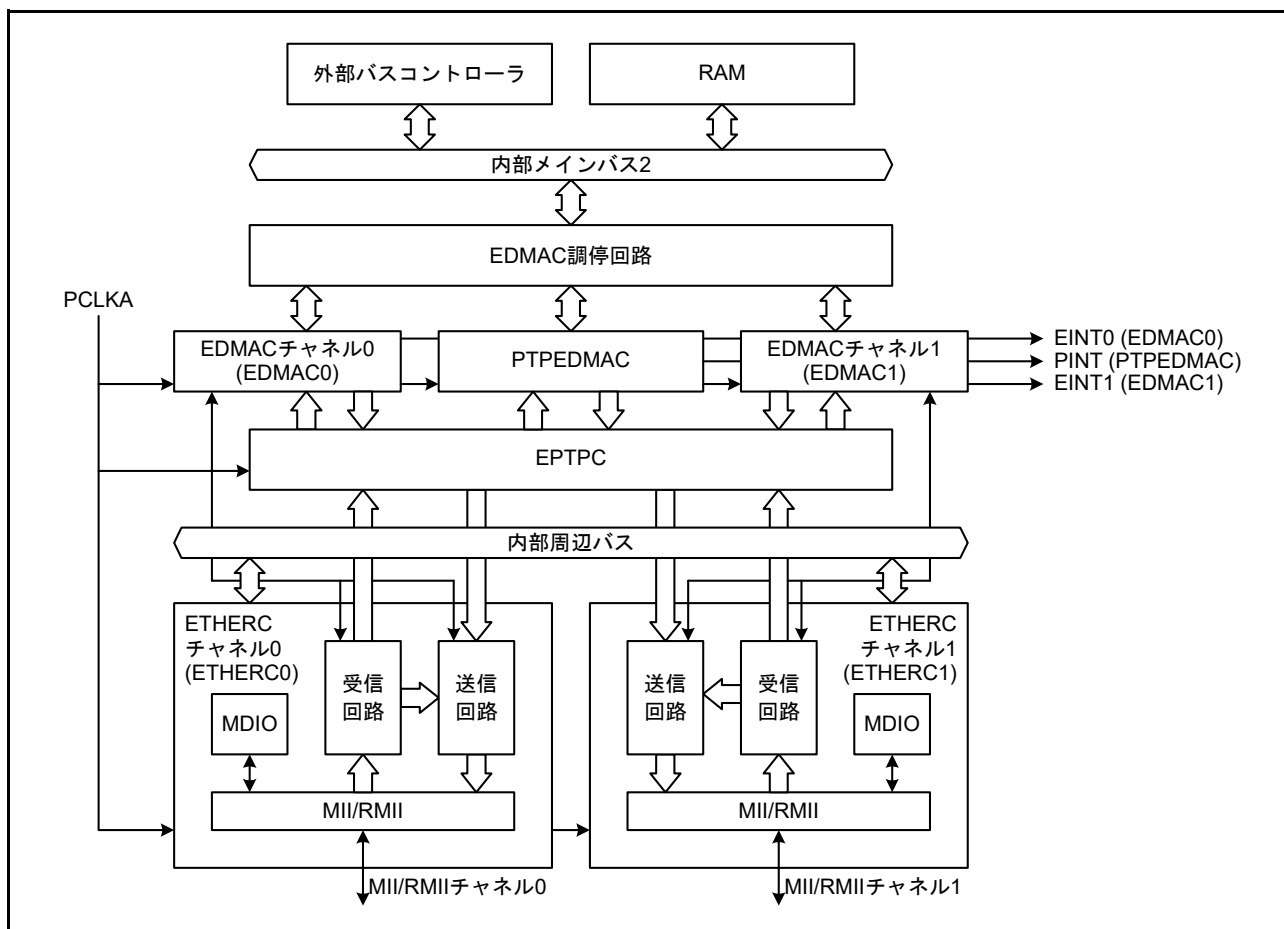 外部バスコントローラ
RAM
内部メインバス2
EDMAC調停回路
PCLKA
EDMACチャネル0
(EDMAC0)
PTPEDMAC
EDMACチャネル1
(EDMAC1)
EINT0 (EDMAC0)
PINT (PTPEDMAC)
EINT1 (EDMAC1)
EPTPC
内部周辺バス
ETHERC
チャネル0
(ETHERC0)
受信
回路
送信
回路
MDIO
MII/RMII
MII/RMIIチャネル0
送信
回路
受信
回路
ETHERC
チャネル1
(ETHERC1)
MDIO
MII/RMII
MII/RMIIチャネル1